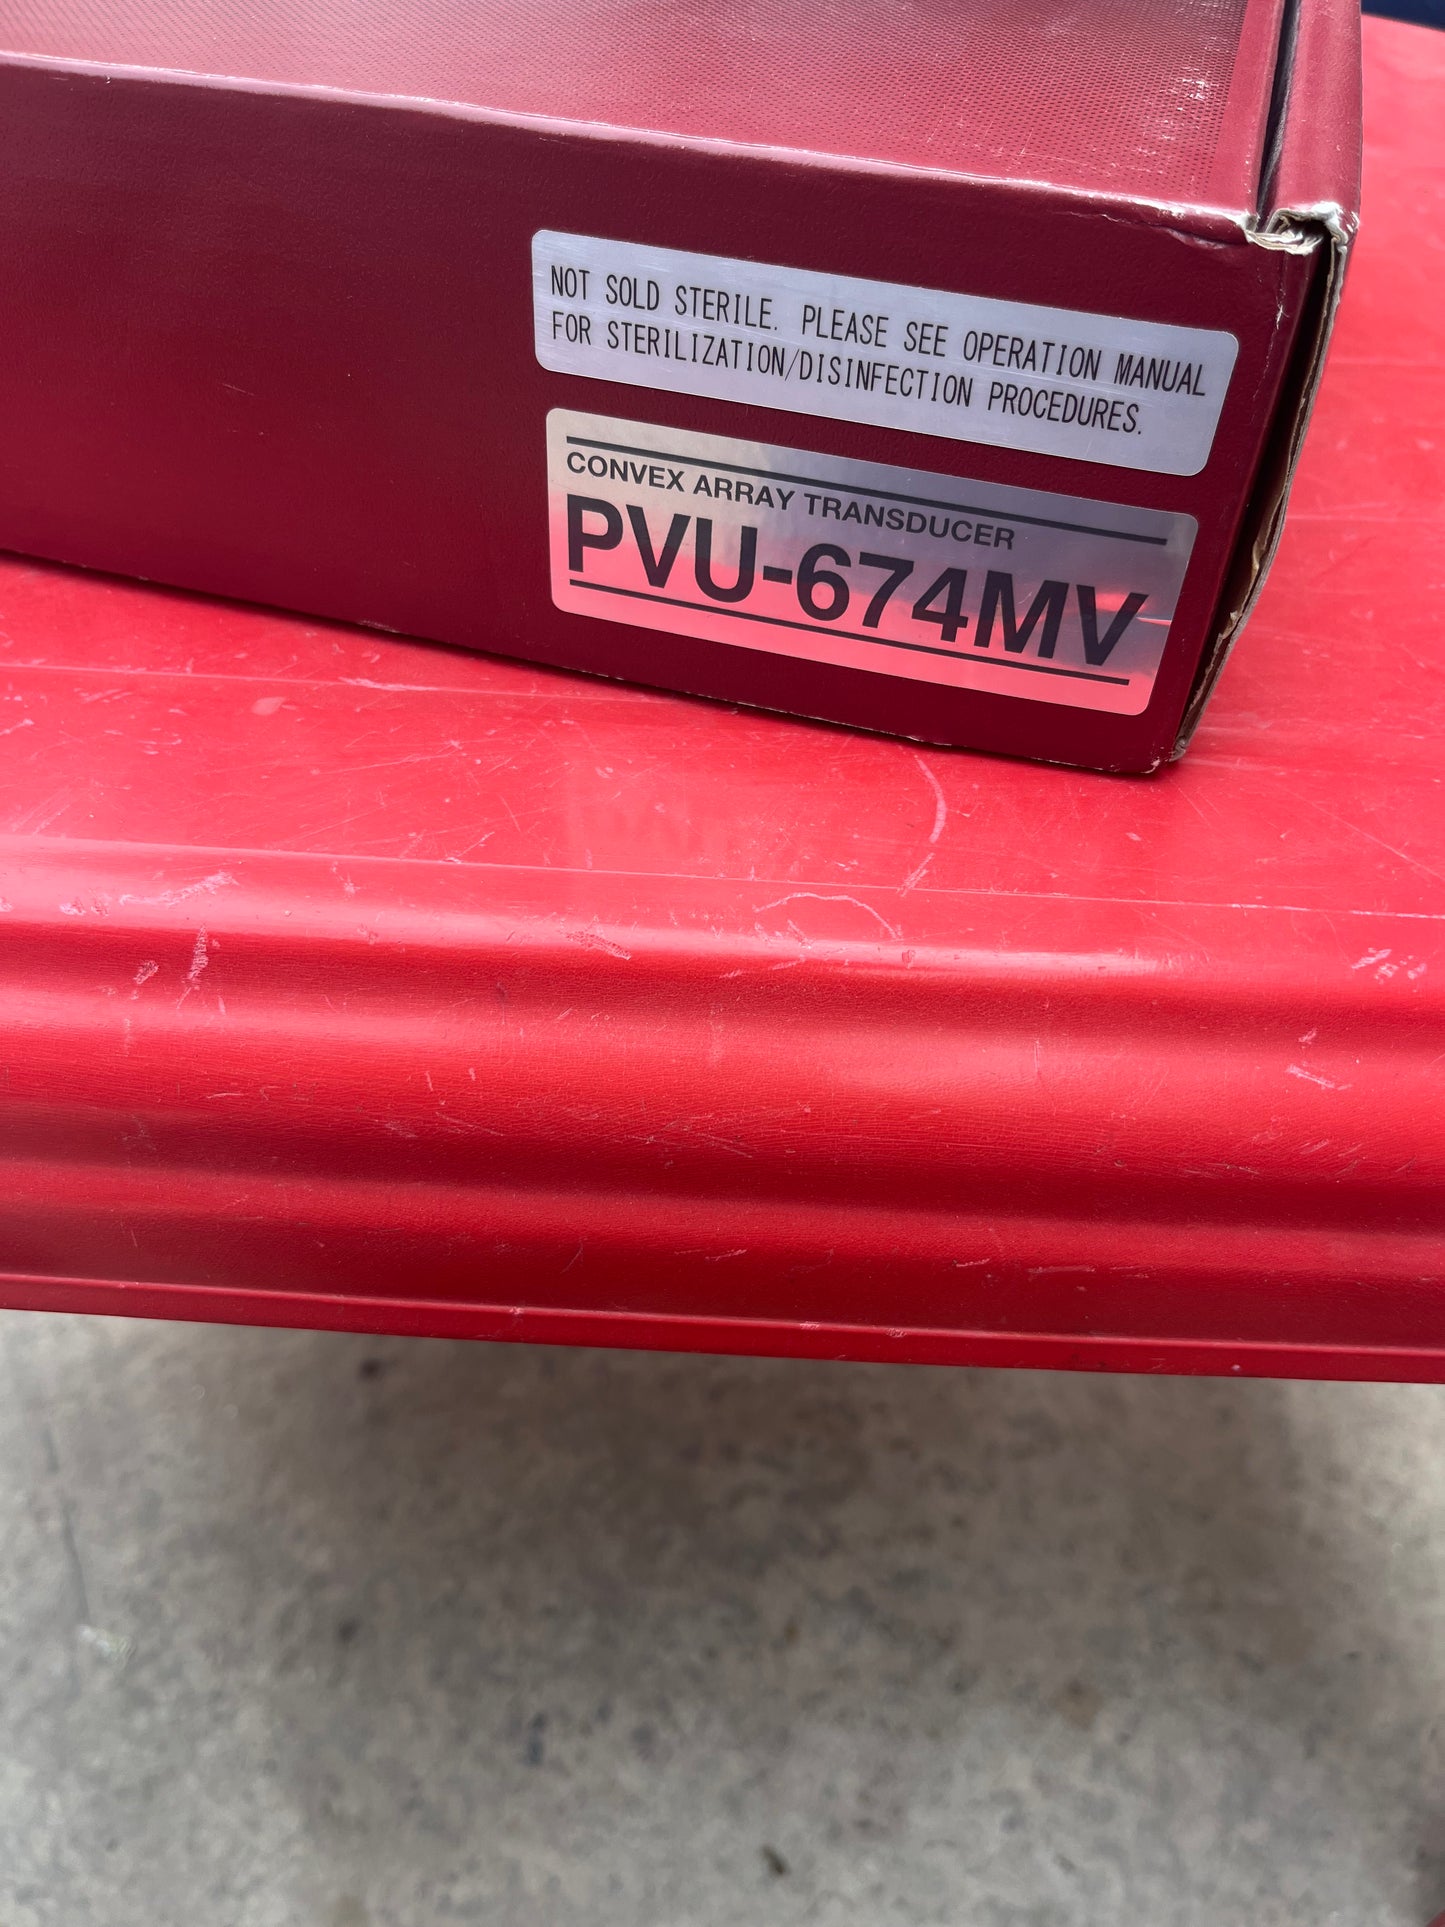 NOT SOLD STERILE. PLEASE SEE OPERATION MANUAL
FOR STERILIZATION/DISINFECTION PROCEDURES.
CONVEX ARRAY TRANSDUCER
PVU-674MV